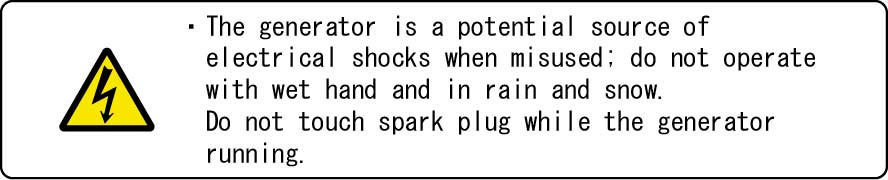 ・The generator is a potential source of
electrical shocks when misused; do not operate
with wet hand and in rain and snow.
Do not touch spark plug while the generator
running.